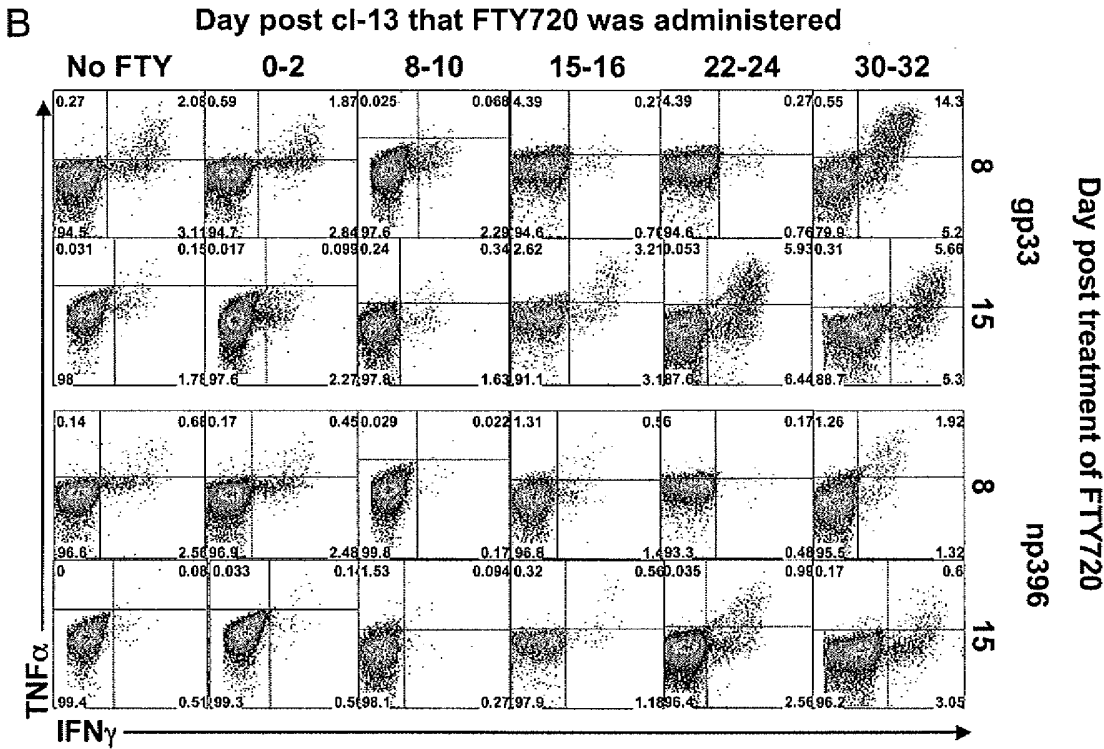 B
Day post cl-13 that FTY720 was administered
No FTY 0-2 8-10 15-16 22-24 30-32
0.27 2.08 0.59 1.87 0.025 0.068 4.39 0.27 4.39 0.27 0.55 14.3
94.5 3.11 94.7 2.84 97.6 2.29 94.6 0.76 94.6 0.76 79.9 5.2
8
0.031 0.15 0.017 0.099 0.24 0.34 2.62 3.21 0.053 5.93 0.31 5.66
98 1.78 97.6 2.27 97.8 1.63 91.1 3.1 87.6 6.44 88.7 5.3
15
gp33
0.14 0.68 0.17 0.45 0.029 0.022 1.31 0.56 0.17 1.26 1.92
96.6 2.56 96.9 2.48 99.8 0.17 96.8 1.4 93.3 0.48 95.5 1.32
8
0 0.08 0.033 0.14 1.53 0.094 0.32 0.56 0.035 0.98 0.17 0.6
99.4 0.51 99.3 0.56 98.1 0.27 97.9 1.18 96.4 2.56 96.2 3.05
15
np396
Day post treatment of FTY720
TNFα
IFNγ